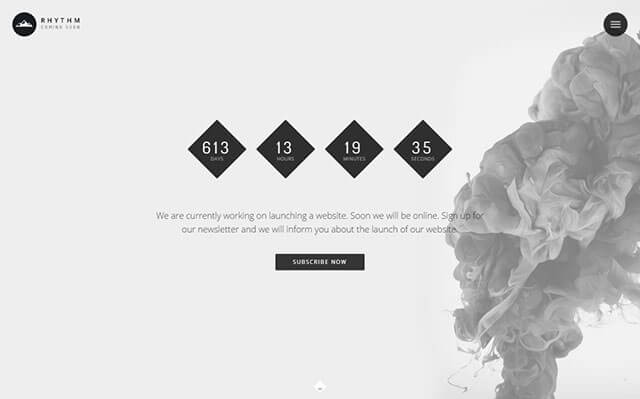 RHYTHM
COMING SOON
613 13 19 35
DAYS HOURS MINUTES SECONDS
We are currently working on launching a website. Soon we will be online. Sign up for
our newsletter and we will inform you about the launch of our website.
SUBSCRIBE NOW